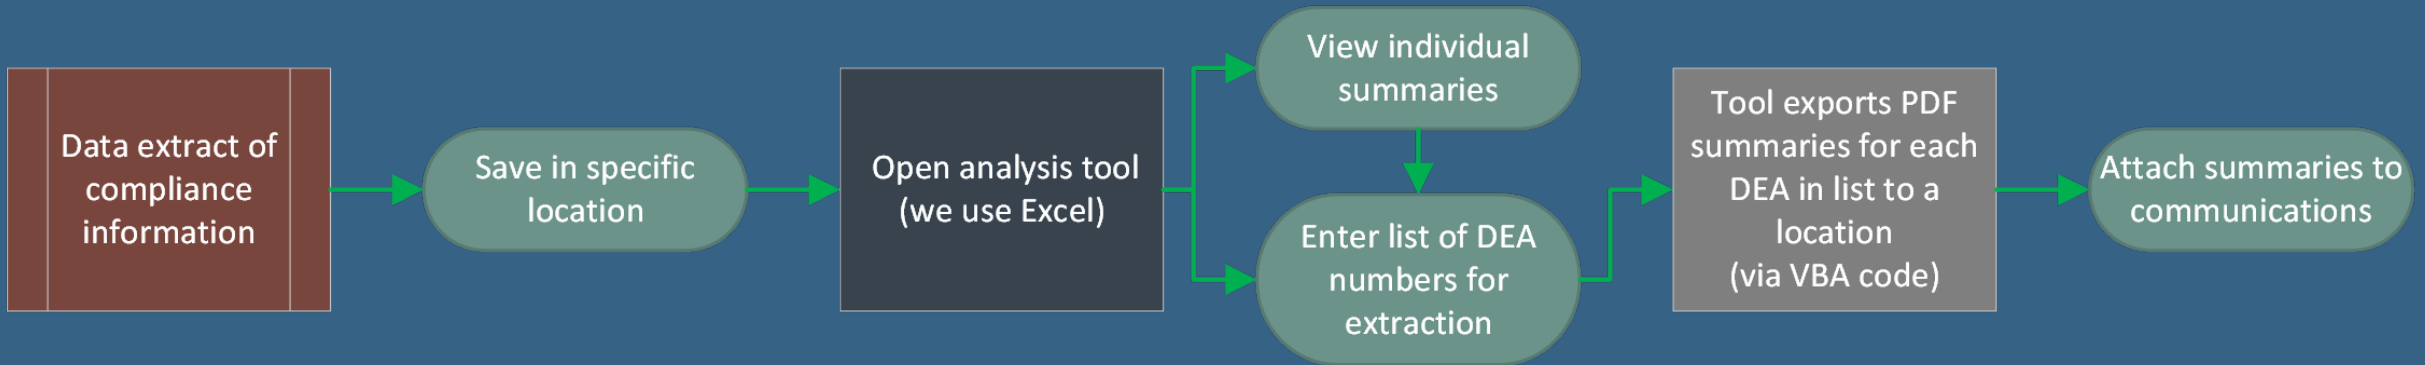 Data extract of
compliance
information
Save in specific
location
Open analysis tool
(we use Excel)
View individual
summaries
Enter list of DEA
numbers for
extraction
Tool exports PDF
summaries for each
DEA in list to a
location
(via VBA code)
Attach summaries to
communications